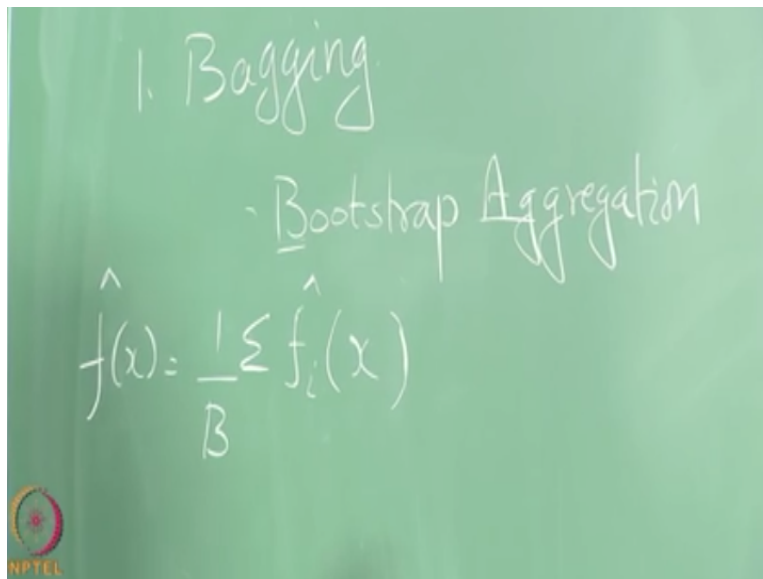 1. Bagging.
- Bootstrap Aggregation
f̂(x) = 1/B Σ f̂ᵢ(x)
NPTEL